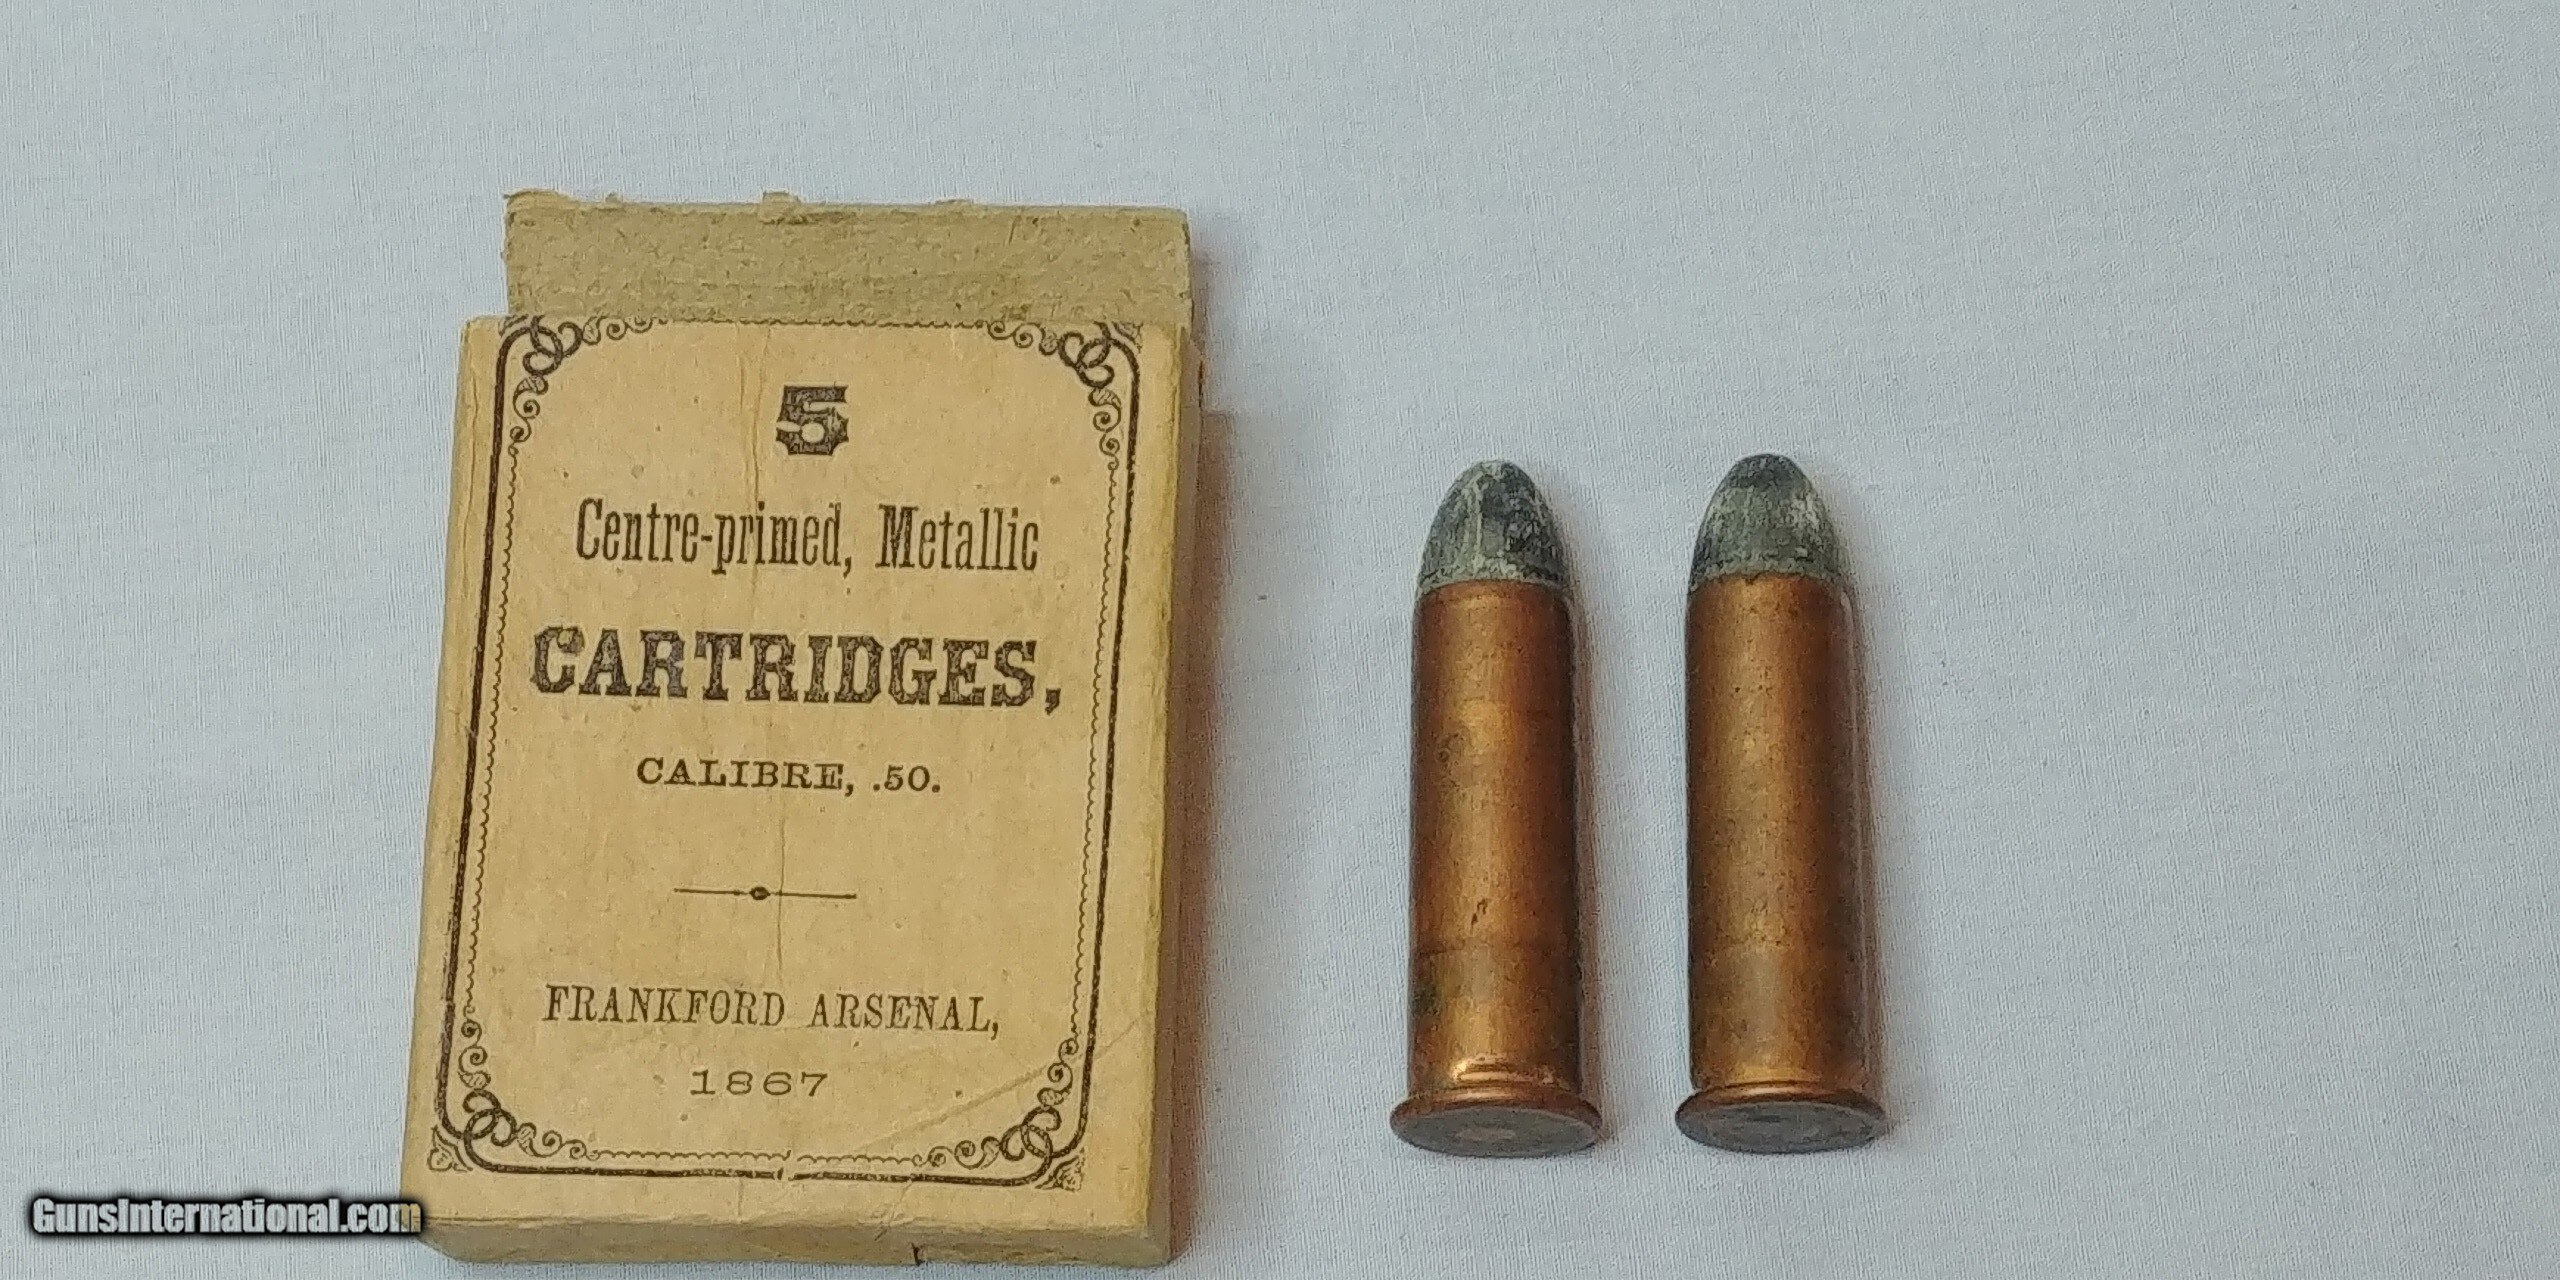 5
Centre-primed, Metallic
CARTRIDGES,
CALIBRE, .50.
FRANKFORD ARSENAL,
1867
GunsInternational.com